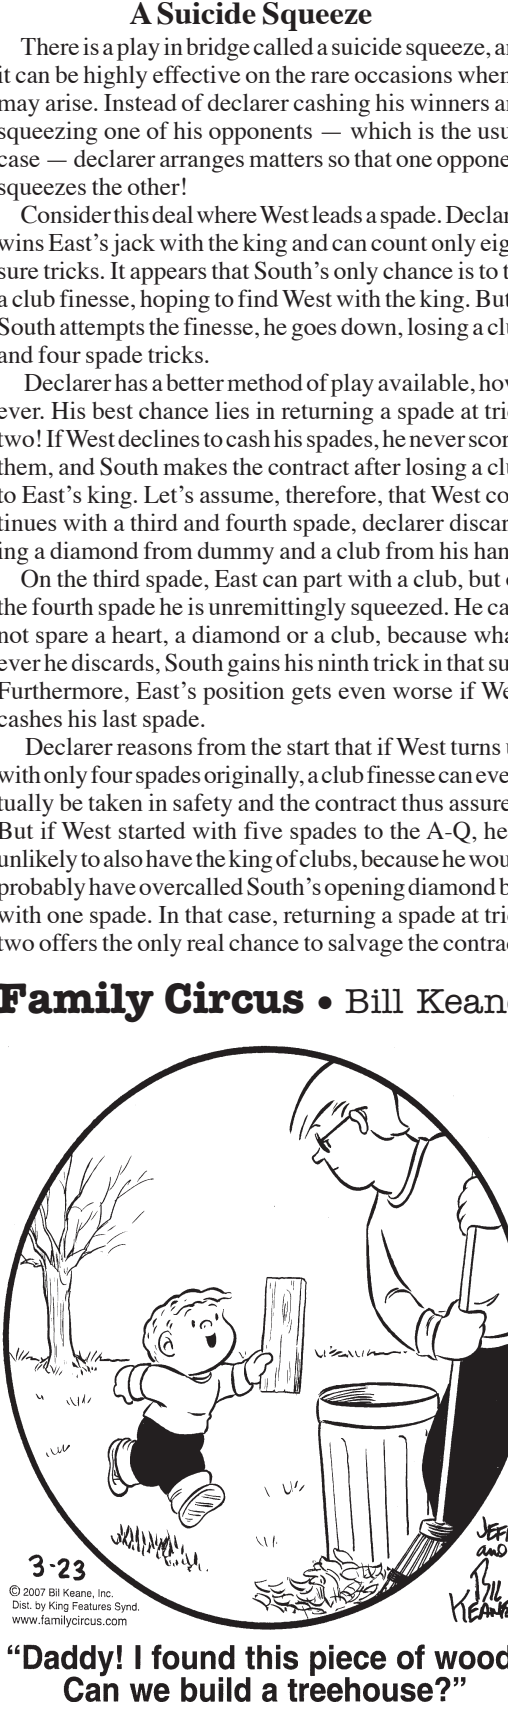 A Suicide Squeeze
There is a play in bridge called a suicide squeeze, a
it can be highly effective on the rare occasions when
may arise. Instead of declarer cashing his winners a
squeezing one of his opponents — which is the usu
case — declarer arranges matters so that one oppone
squeezes the other!
Consider this deal where West leads a spade. Declar
wins East's jack with the king and can count only eig
sure tricks. It appears that South's only chance is to t
a club finesse, hoping to find West with the king. But
South attempts the finesse, he goes down, losing a cl
and four spade tricks.
Declarer has a better method of play available, how
ever. His best chance lies in returning a spade at tri
two! If West declines to cash his spades, he never scor
them, and South makes the contract after losing a cl
to East's king. Let's assume, therefore, that West co
tinues with a third and fourth spade, declarer discar
ing a diamond from dummy and a club from his han
On the third spade, East can part with a club, but
the fourth spade he is unremittingly squeezed. He ca
not spare a heart, a diamond or a club, because wha
ever he discards, South gains his ninth trick in that su
Furthermore, East's position gets even worse if We
cashes his last spade.
Declarer reasons from the start that if West turns
with only four spades originally, a club finesse can eve
tually be taken in safety and the contract thus assure
But if West started with five spades to the A-Q, he
unlikely to also have the king of clubs, because he wou
probably have overcalled South's opening diamond b
with one spade. In that case, returning a spade at tri
two offers the only real chance to salvage the contra
Family Circus • Bill Keane
3-23
© 2007 Bil Keane, Inc.
Dist. by King Features Synd.
www.familycircus.com
JEFF
and
BIL
KEANE
"Daddy! I found this piece of wood
Can we build a treehouse?"